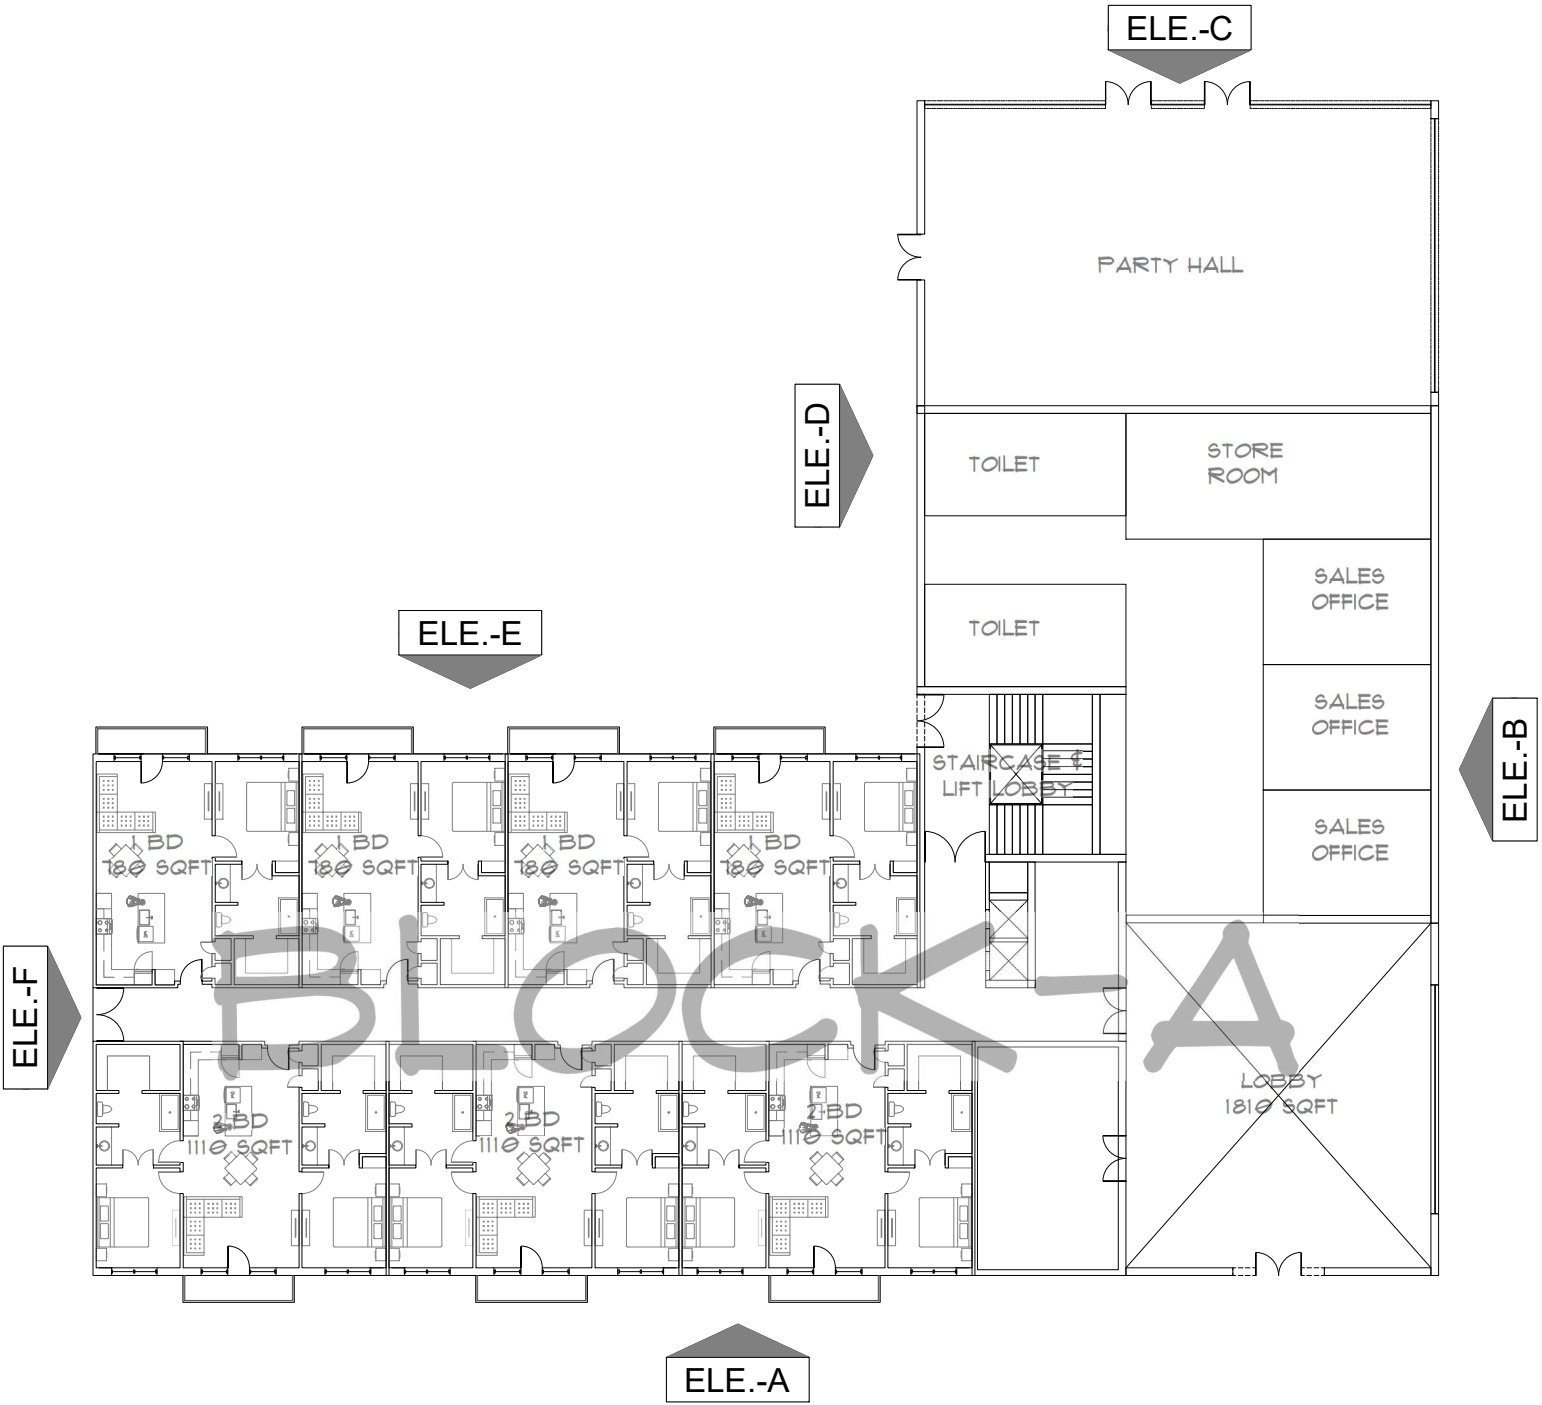 ELE.-C
PARTY HALL
ELE.-D
TOILET
STORE
ROOM
SALES
OFFICE
TOILET
ELE.-E
SALES
OFFICE
ELE.-B
STAIRCASE &
LIFT LOBBY
SALES
OFFICE
1 BD
780 SQFT
1 BD
780 SQFT
1 BD
780 SQFT
1 BD
780 SQFT
BLOCK-A
ELE.-F
LOBBY
1810 SQFT
2 BD
1110 SQFT
2 BD
1110 SQFT
2 BD
1110 SQFT
ELE.-A